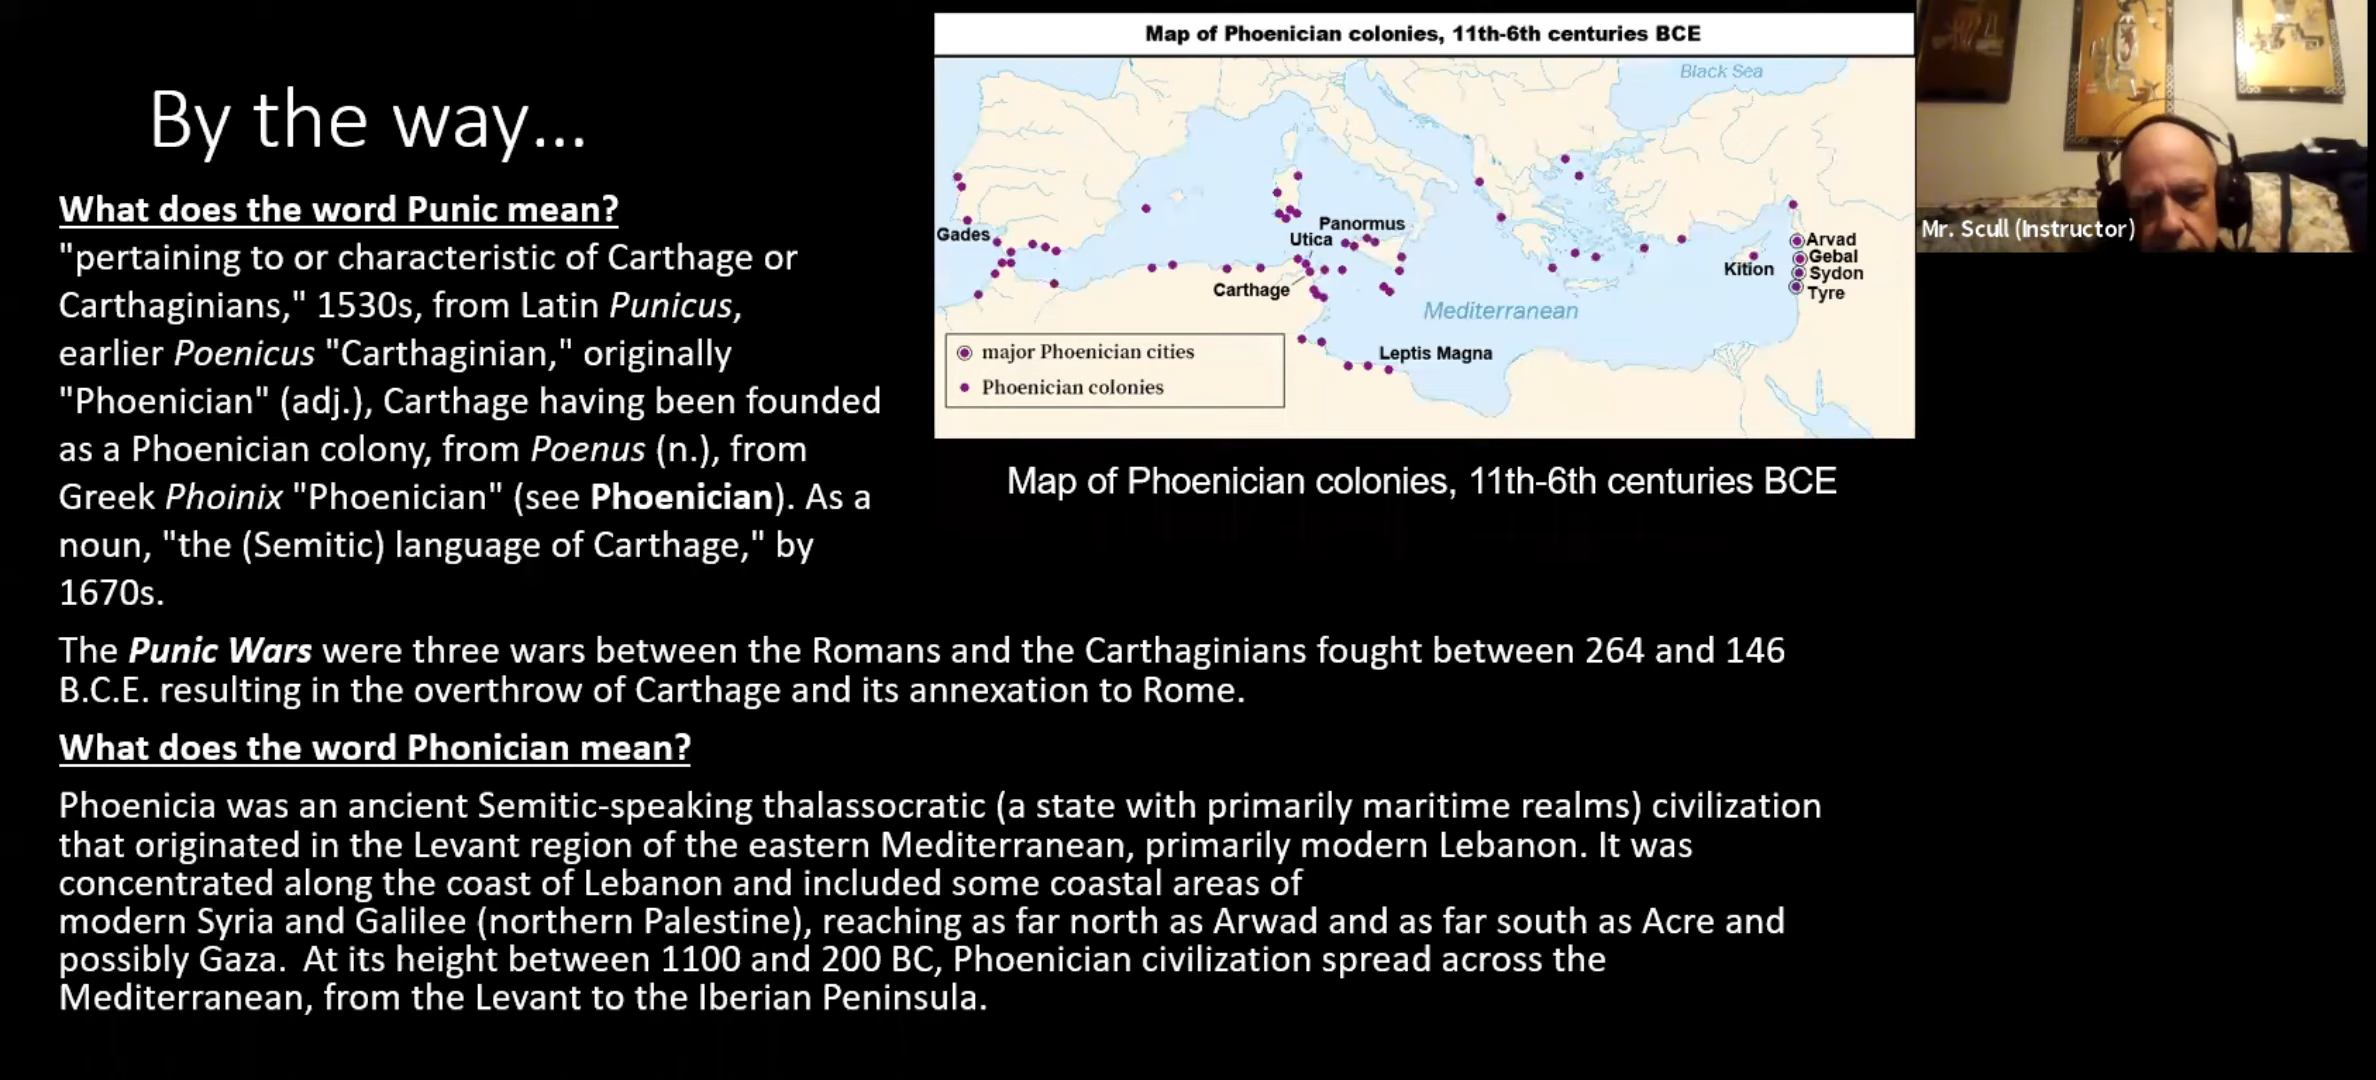 By the way...
What does the word Punic mean?
"pertaining to or characteristic of Carthage or
Carthaginians," 1530s, from Latin Punicus,
earlier Poenicus "Carthaginian," originally
"Phoenician" (adj.), Carthage having been founded
as a Phoenician colony, from Poenus (n.), from
Greek Phoinix "Phoenician" (see Phoenician). As a
noun, "the (Semitic) language of Carthage," by
1670s.
The Punic Wars were three wars between the Romans and the Carthaginians fought between 264 and 146
B.C.E. resulting in the overthrow of Carthage and its annexation to Rome.
What does the word Phonician mean?
Phoenicia was an ancient Semitic-speaking thalassocratic (a state with primarily maritime realms) civilization
that originated in the Levant region of the eastern Mediterranean, primarily modern Lebanon. It was
concentrated along the coast of Lebanon and included some coastal areas of
modern Syria and Galilee (northern Palestine), reaching as far north as Arwad and as far south as Acre and
possibly Gaza. At its height between 1100 and 200 BC, Phoenician civilization spread across the
Mediterranean, from the Levant to the Iberian Peninsula.
Map of Phoenician colonies, 11th-6th centuries BCE
Black Sea
Panormus
Gades
Utica
Arvad
Gebal
Kition
Sydon
Carthage
Tyre
Mediterranean
major Phoenician cities
Leptis Magna
Phoenician colonies
Map of Phoenician colonies, 11th-6th centuries BCE
Mr. Scull (Instructor)